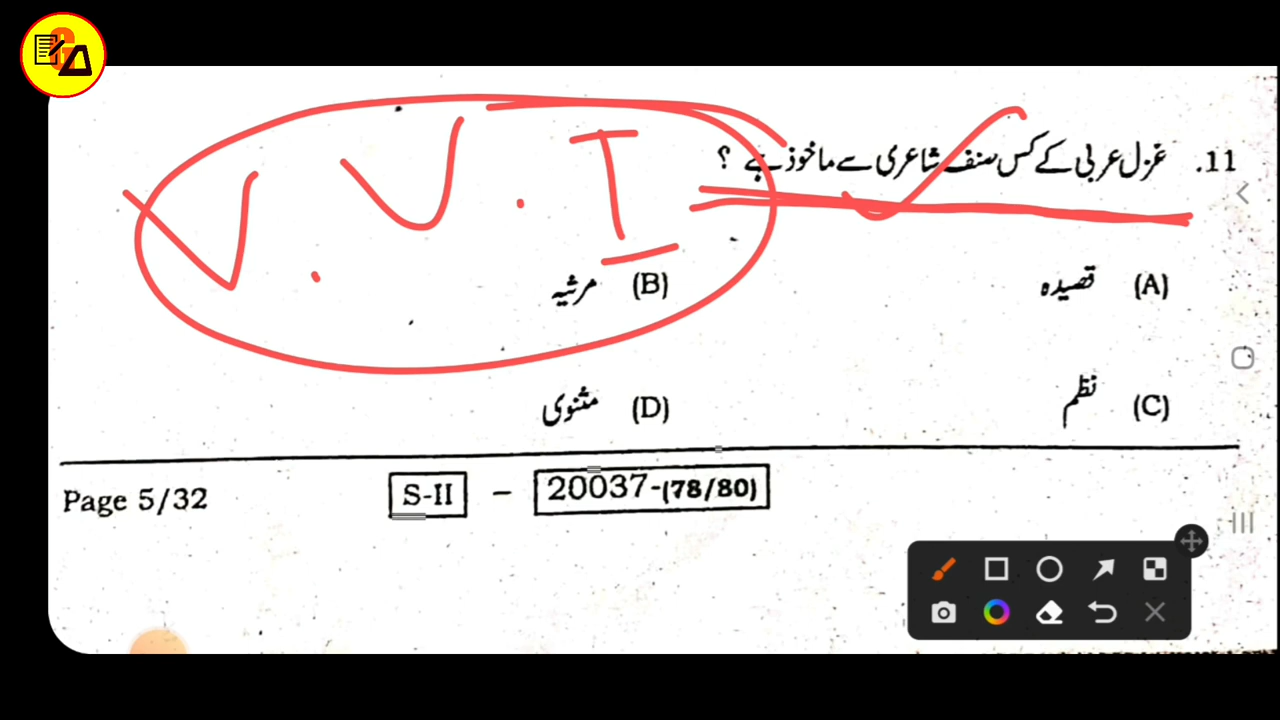 11. غزل عربی کے کس صنف شاعری سے ماخوذ ہے ؟
V. V. I
(A) قصیدہ (B) مرثیہ
(C) نظم (D) مثنوی
Page 5/32 S-II – 20037-(78/80)